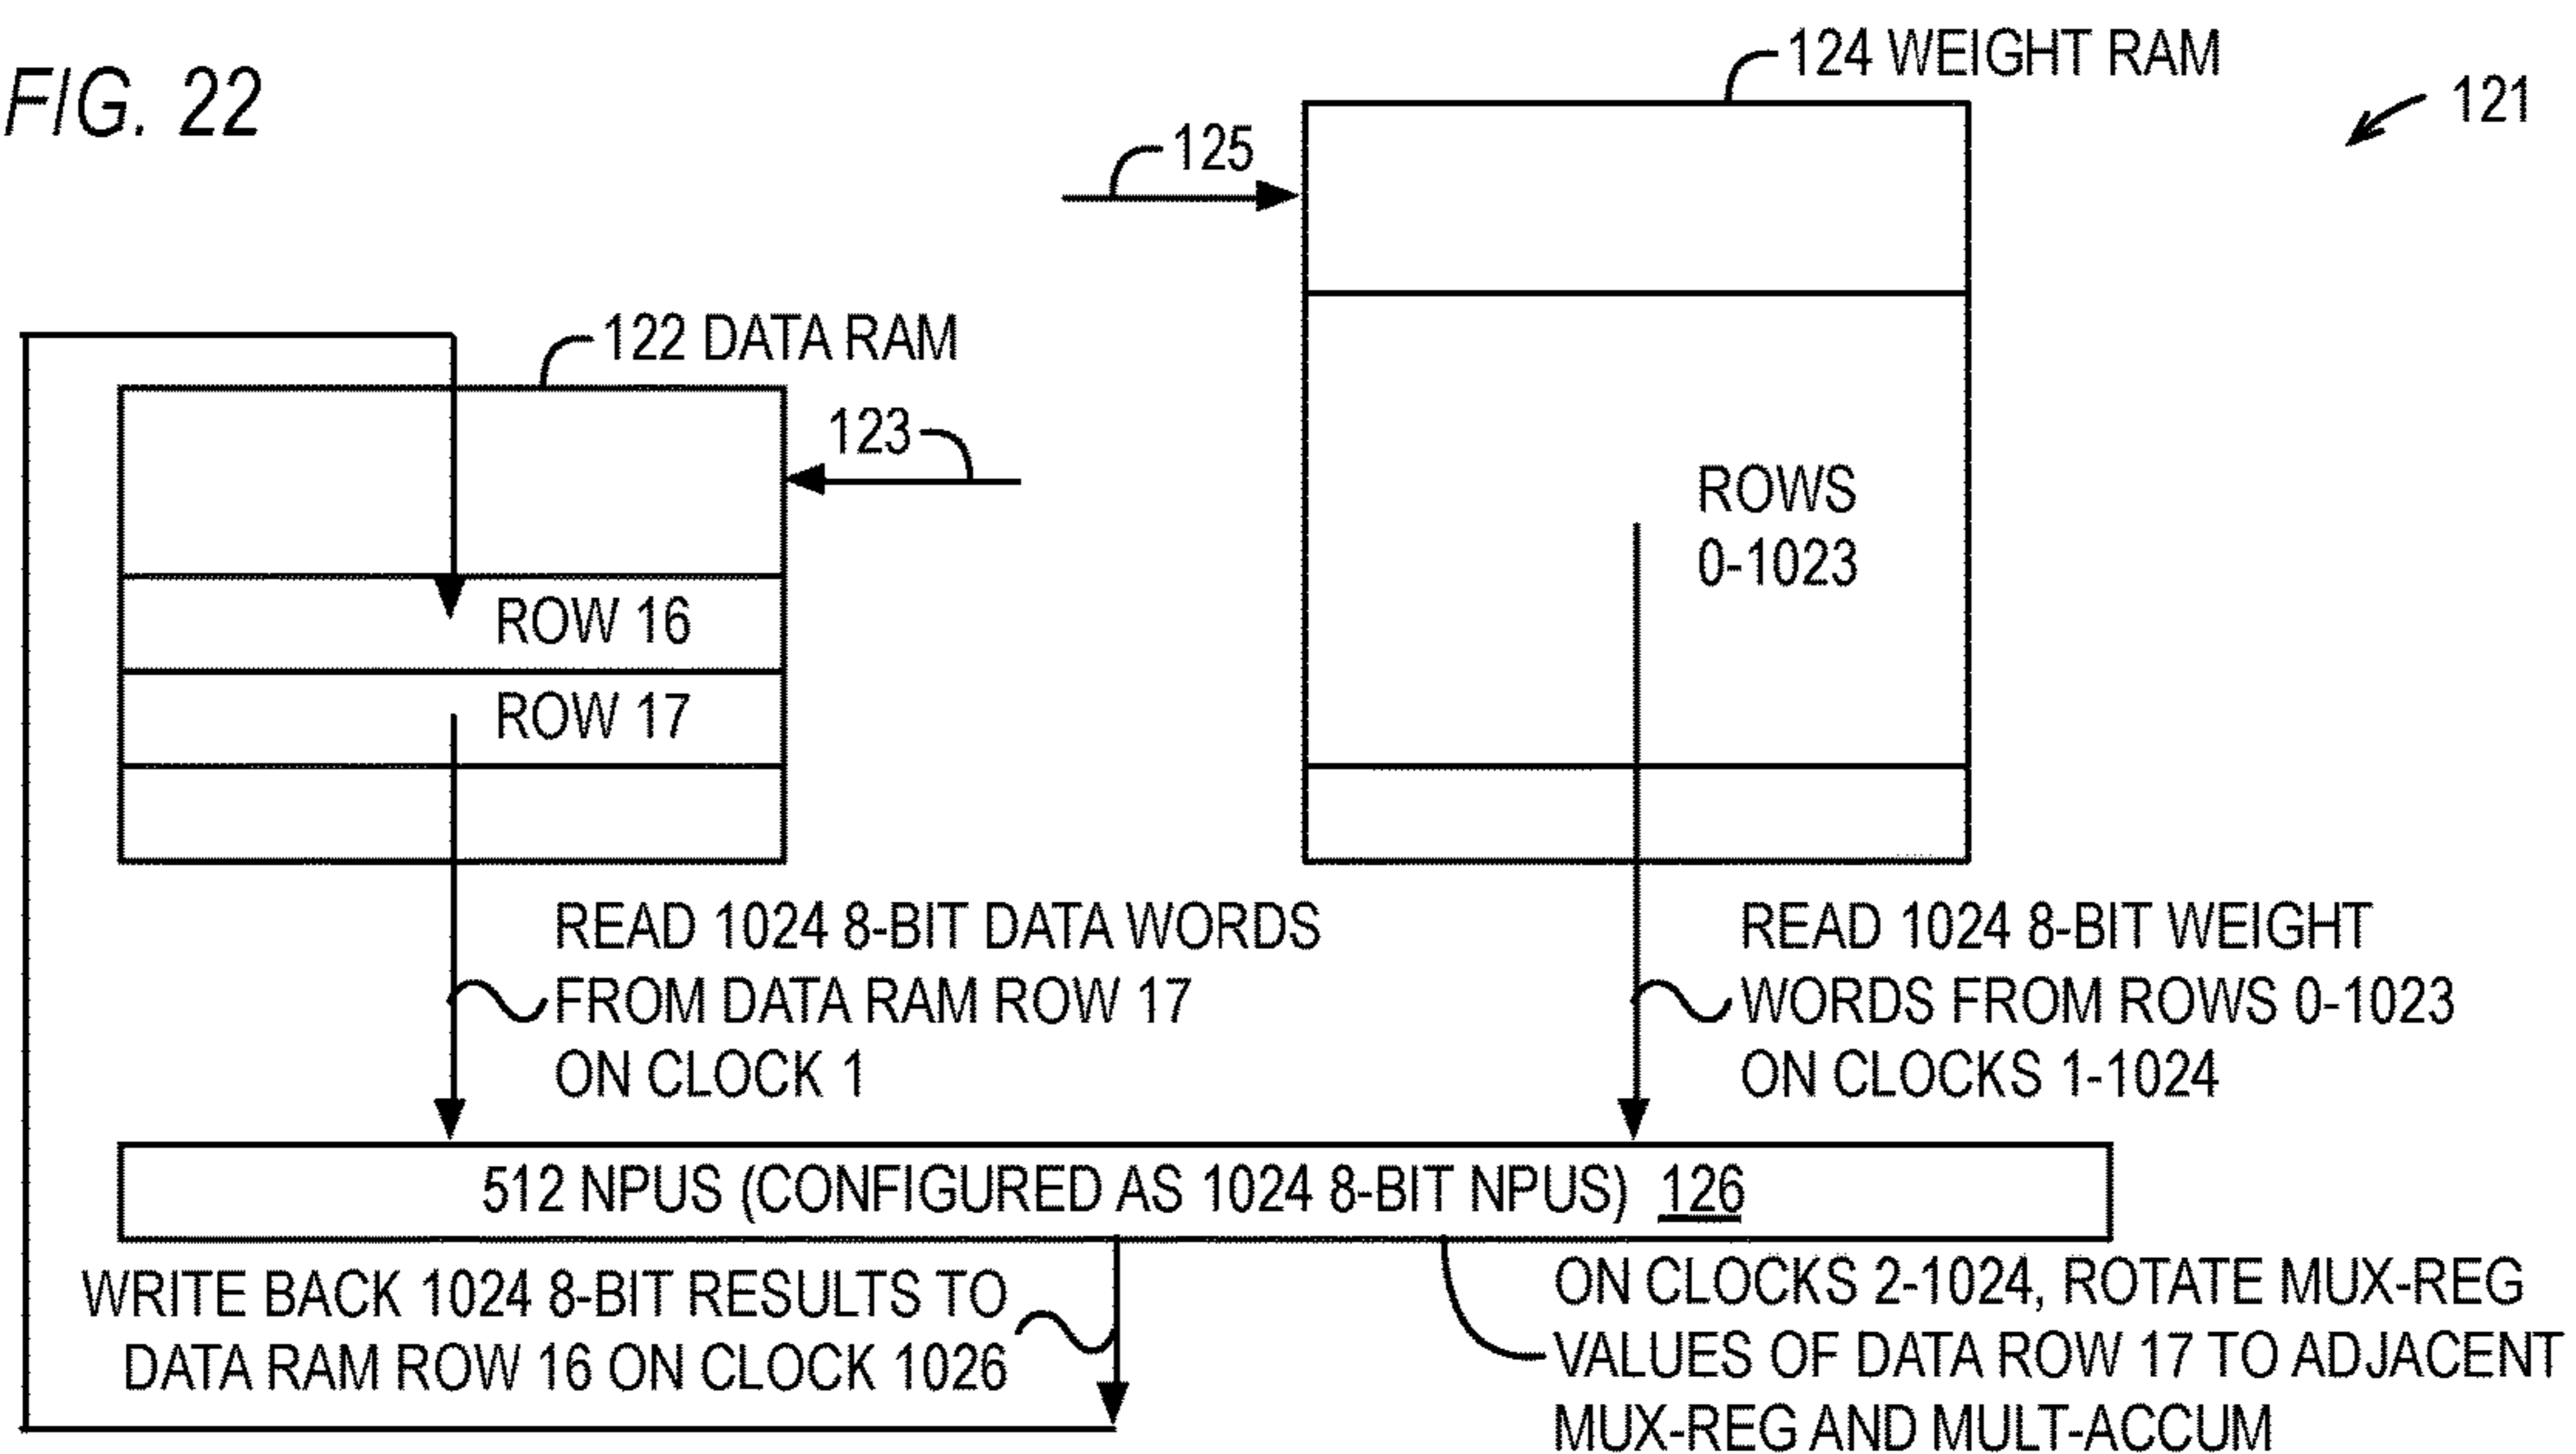 FIG. 22
124 WEIGHT RAM
121
125
122 DATA RAM
123
ROWS
0-1023
ROW 16
ROW 17
READ 1024 8-BIT DATA WORDS
FROM DATA RAM ROW 17
ON CLOCK 1
READ 1024 8-BIT WEIGHT
WORDS FROM ROWS 0-1023
ON CLOCKS 1-1024
512 NPUS (CONFIGURED AS 1024 8-BIT NPUS) 126
WRITE BACK 1024 8-BIT RESULTS TO
DATA RAM ROW 16 ON CLOCK 1026
ON CLOCKS 2-1024, ROTATE MUX-REG
VALUES OF DATA ROW 17 TO ADJACENT
MUX-REG AND MULT-ACCUM